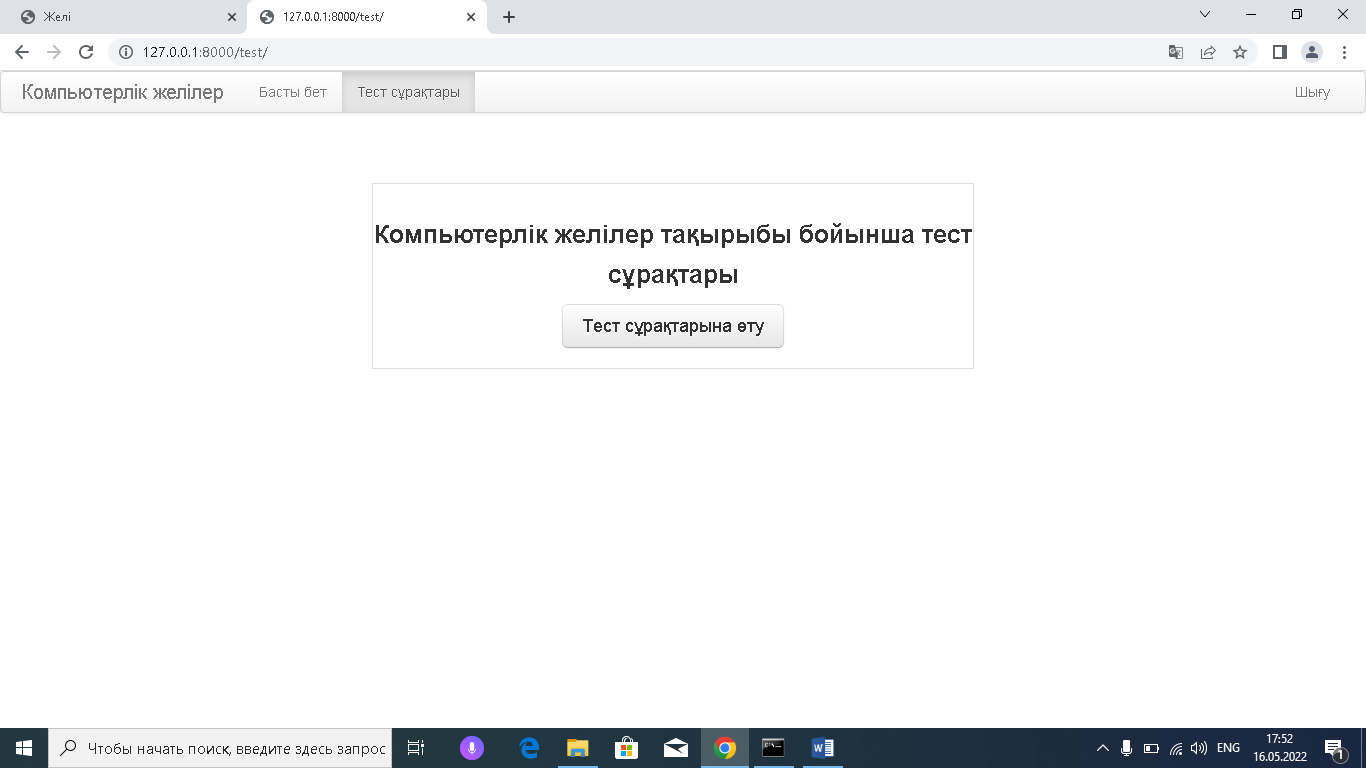 Желі
127.0.0.1:8000/test/
127.0.0.1:8000/test/
Компьютерлік желілер Басты бет Тест сұрақтары Шығу
Компьютерлік желілер тақырыбы бойынша тест
сұрақтары
Тест сұрақтарына өту
Чтобы начать поиск, введите здесь запрос
ENG
17:52
16.05.2022
1